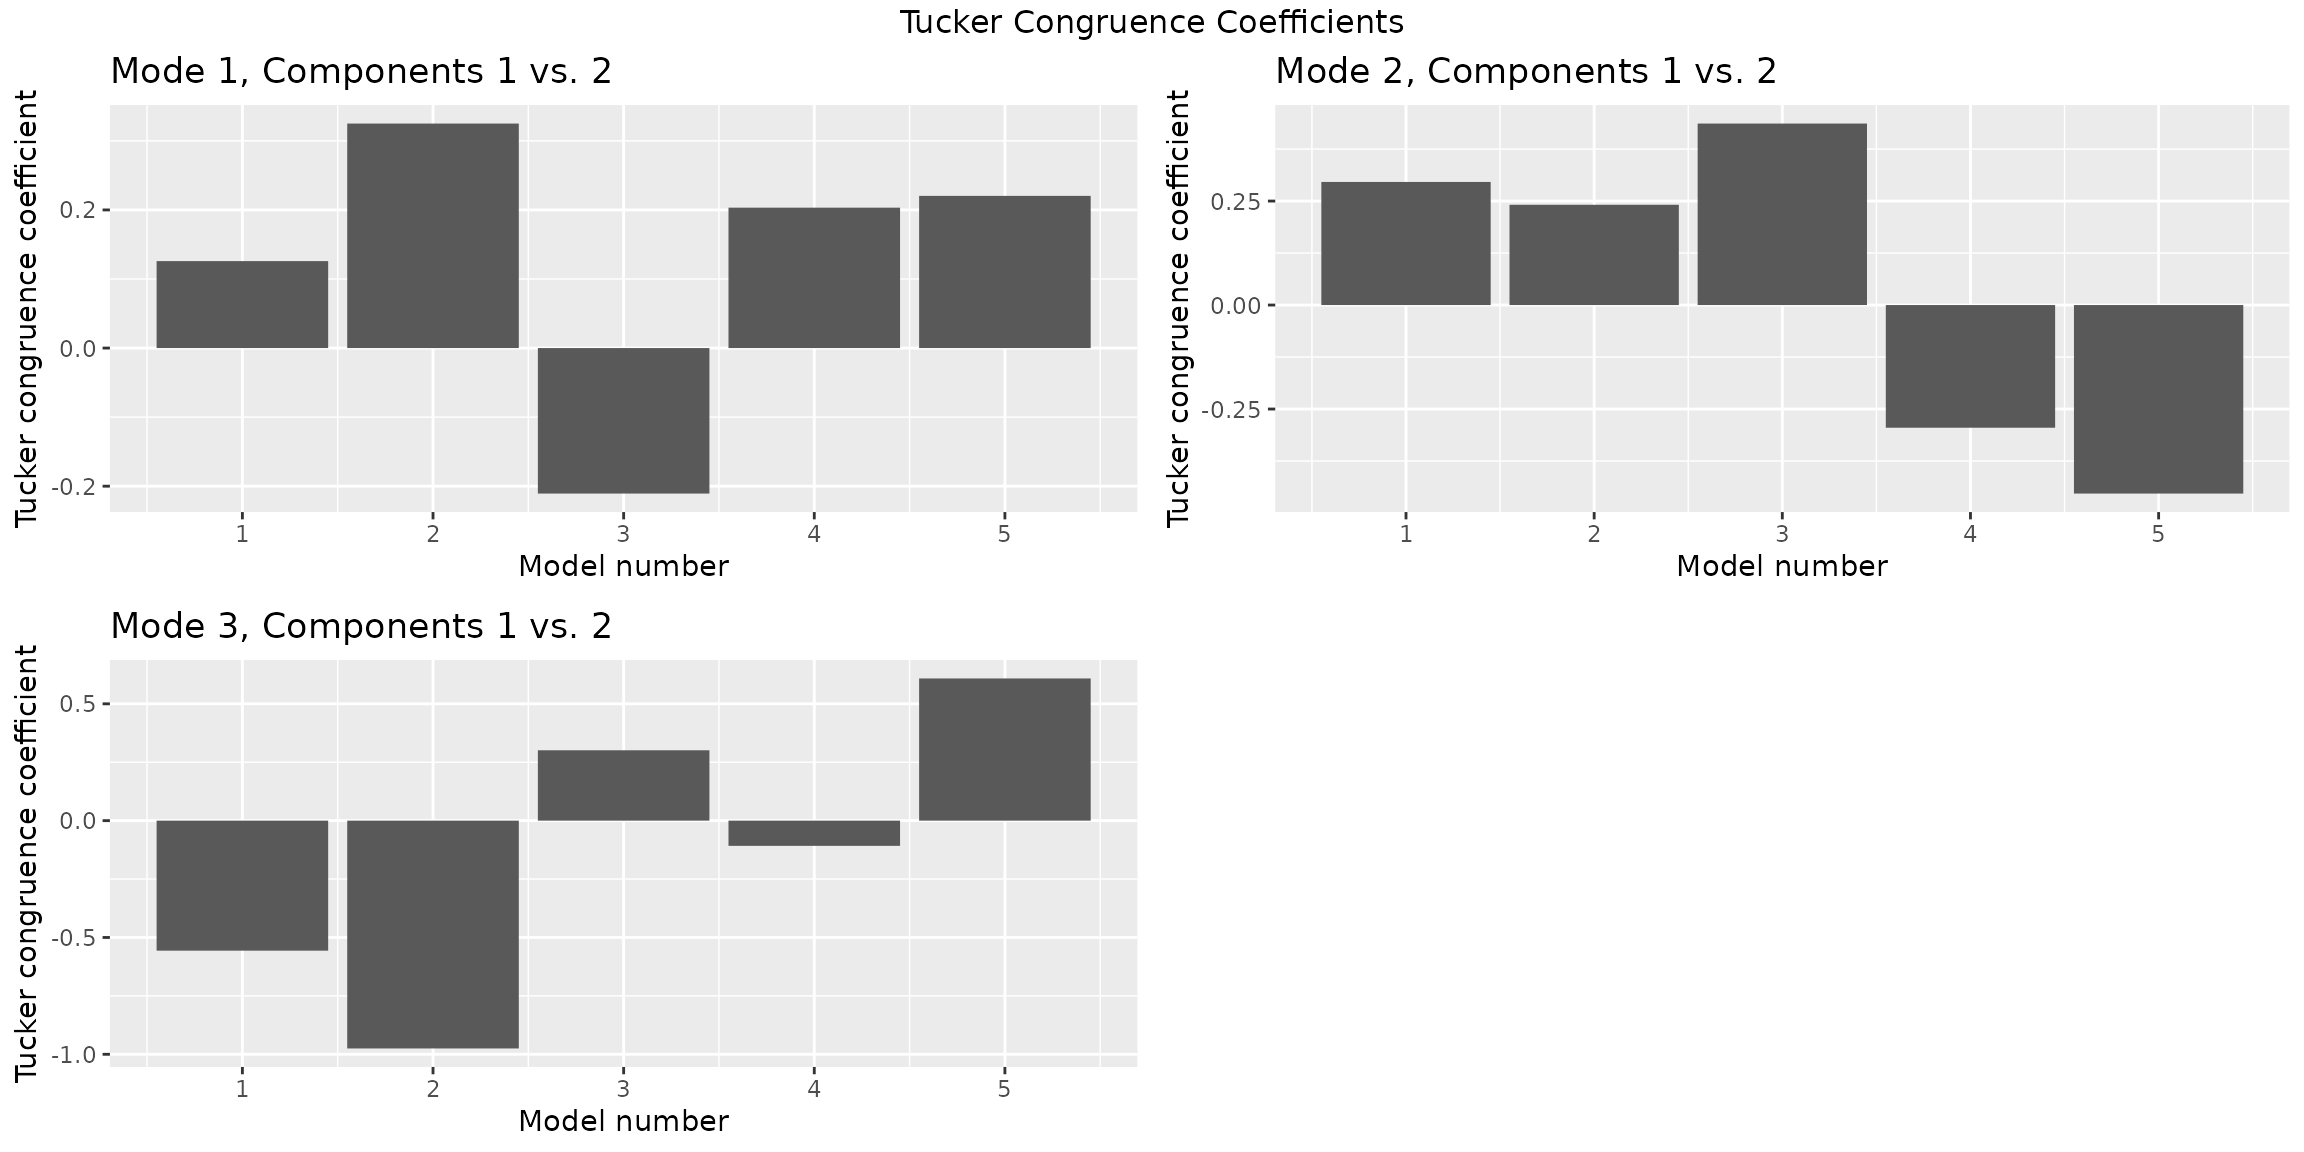 Tucker Congruence Coefficients
Mode 1, Components 1 vs. 2
Tucker congruence coefficient
0.2
0.0
-0.2
1 2 3 4 5
Model number
Mode 2, Components 1 vs. 2
Tucker congruence coefficient
0.25
0.00
-0.25
1 2 3 4 5
Model number
Mode 3, Components 1 vs. 2
Tucker congruence coefficient
0.5
0.0
-0.5
-1.0
1 2 3 4 5
Model number